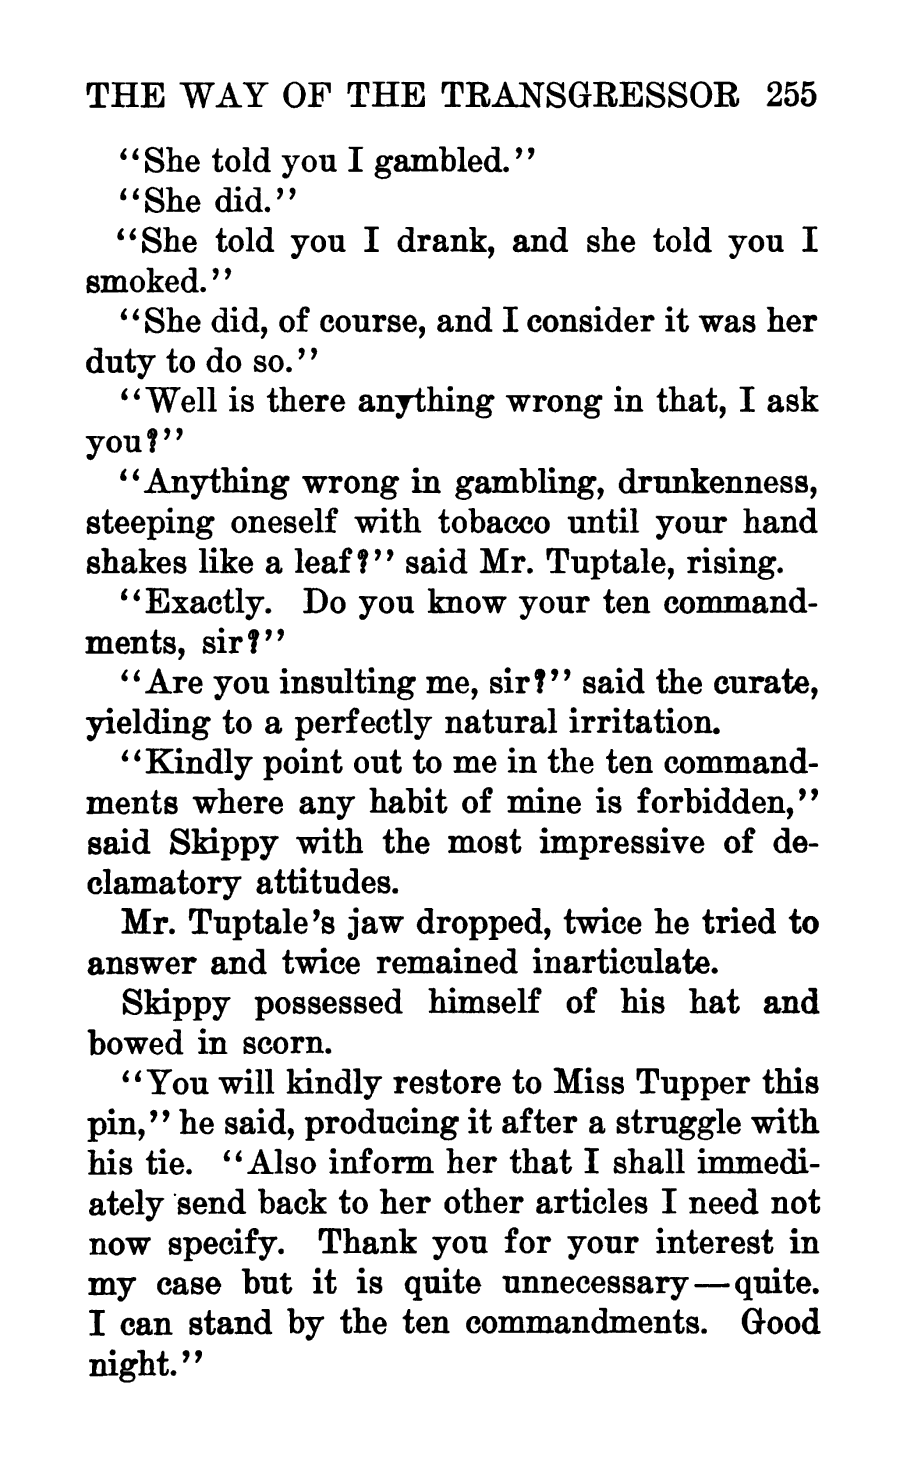 THE WAY OF THE TRANSGRESSOR 255
"She told you I gambled."
"She did."
"She told you I drank, and she told you I
smoked."
"She did, of course, and I consider it was her
duty to do so."
"Well is there anything wrong in that, I ask
you?"
"Anything wrong in gambling, drunkenness,
steeping oneself with tobacco until your hand
shakes like a leaf?" said Mr. Tuptale, rising.
"Exactly. Do you know your ten command-
ments, sir?"
"Are you insulting me, sir?" said the curate,
yielding to a perfectly natural irritation.
"Kindly point out to me in the ten command-
ments where any habit of mine is forbidden,"
said Skippy with the most impressive of de-
clamatory attitudes.
Mr. Tuptale's jaw dropped, twice he tried to
answer and twice remained inarticulate.
Skippy possessed himself of his hat and
bowed in scorn.
"You will kindly restore to Miss Tupper this
pin," he said, producing it after a struggle with
his tie. "Also inform her that I shall immedi-
ately send back to her other articles I need not
now specify. Thank you for your interest in
my case but it is quite unnecessary—quite.
I can stand by the ten commandments. Good
night."